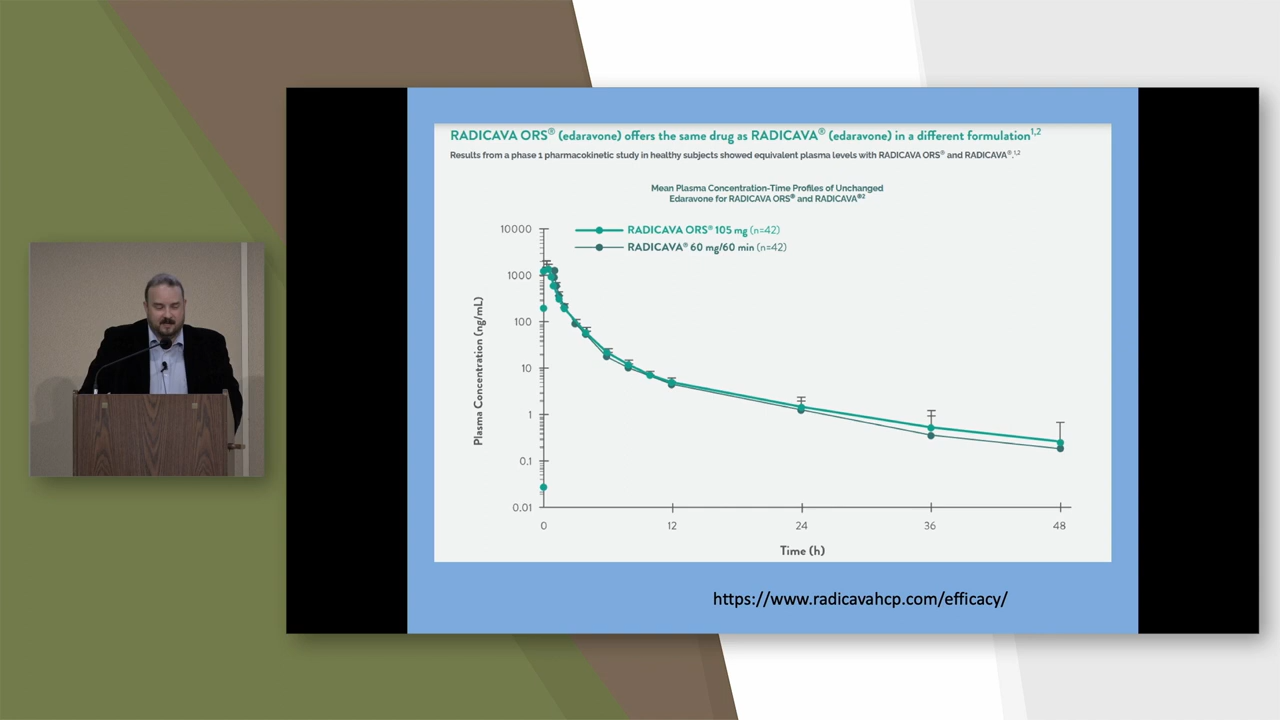 RADICAVA ORS® (edaravone) offers the same drug as RADICAVA® (edaravone) in a different formulation1,2
Results from a phase 1 pharmacokinetic study in healthy subjects showed equivalent plasma levels with RADICAVA ORS® and RADICAVA®.1,2
Mean Plasma Concentration-Time Profiles of Unchanged
Edaravone for RADICAVA ORS® and RADICAVA®2
RADICAVA ORS® 105 mg (n=42)
RADICAVA® 60 mg/60 min (n=42)
Plasma Concentration (ng/mL)
10000
1000
100
10
1
0.1
0.01
0 12 24 36 48
Time (h)
https://www.radicavahcp.com/efficacy/